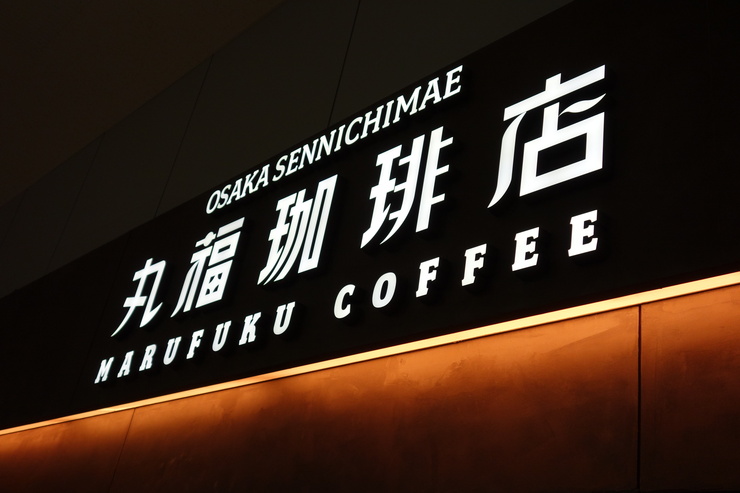 OSAKA SENNICHIMAE
丸福珈琲店
MARUFUKU COFFEE